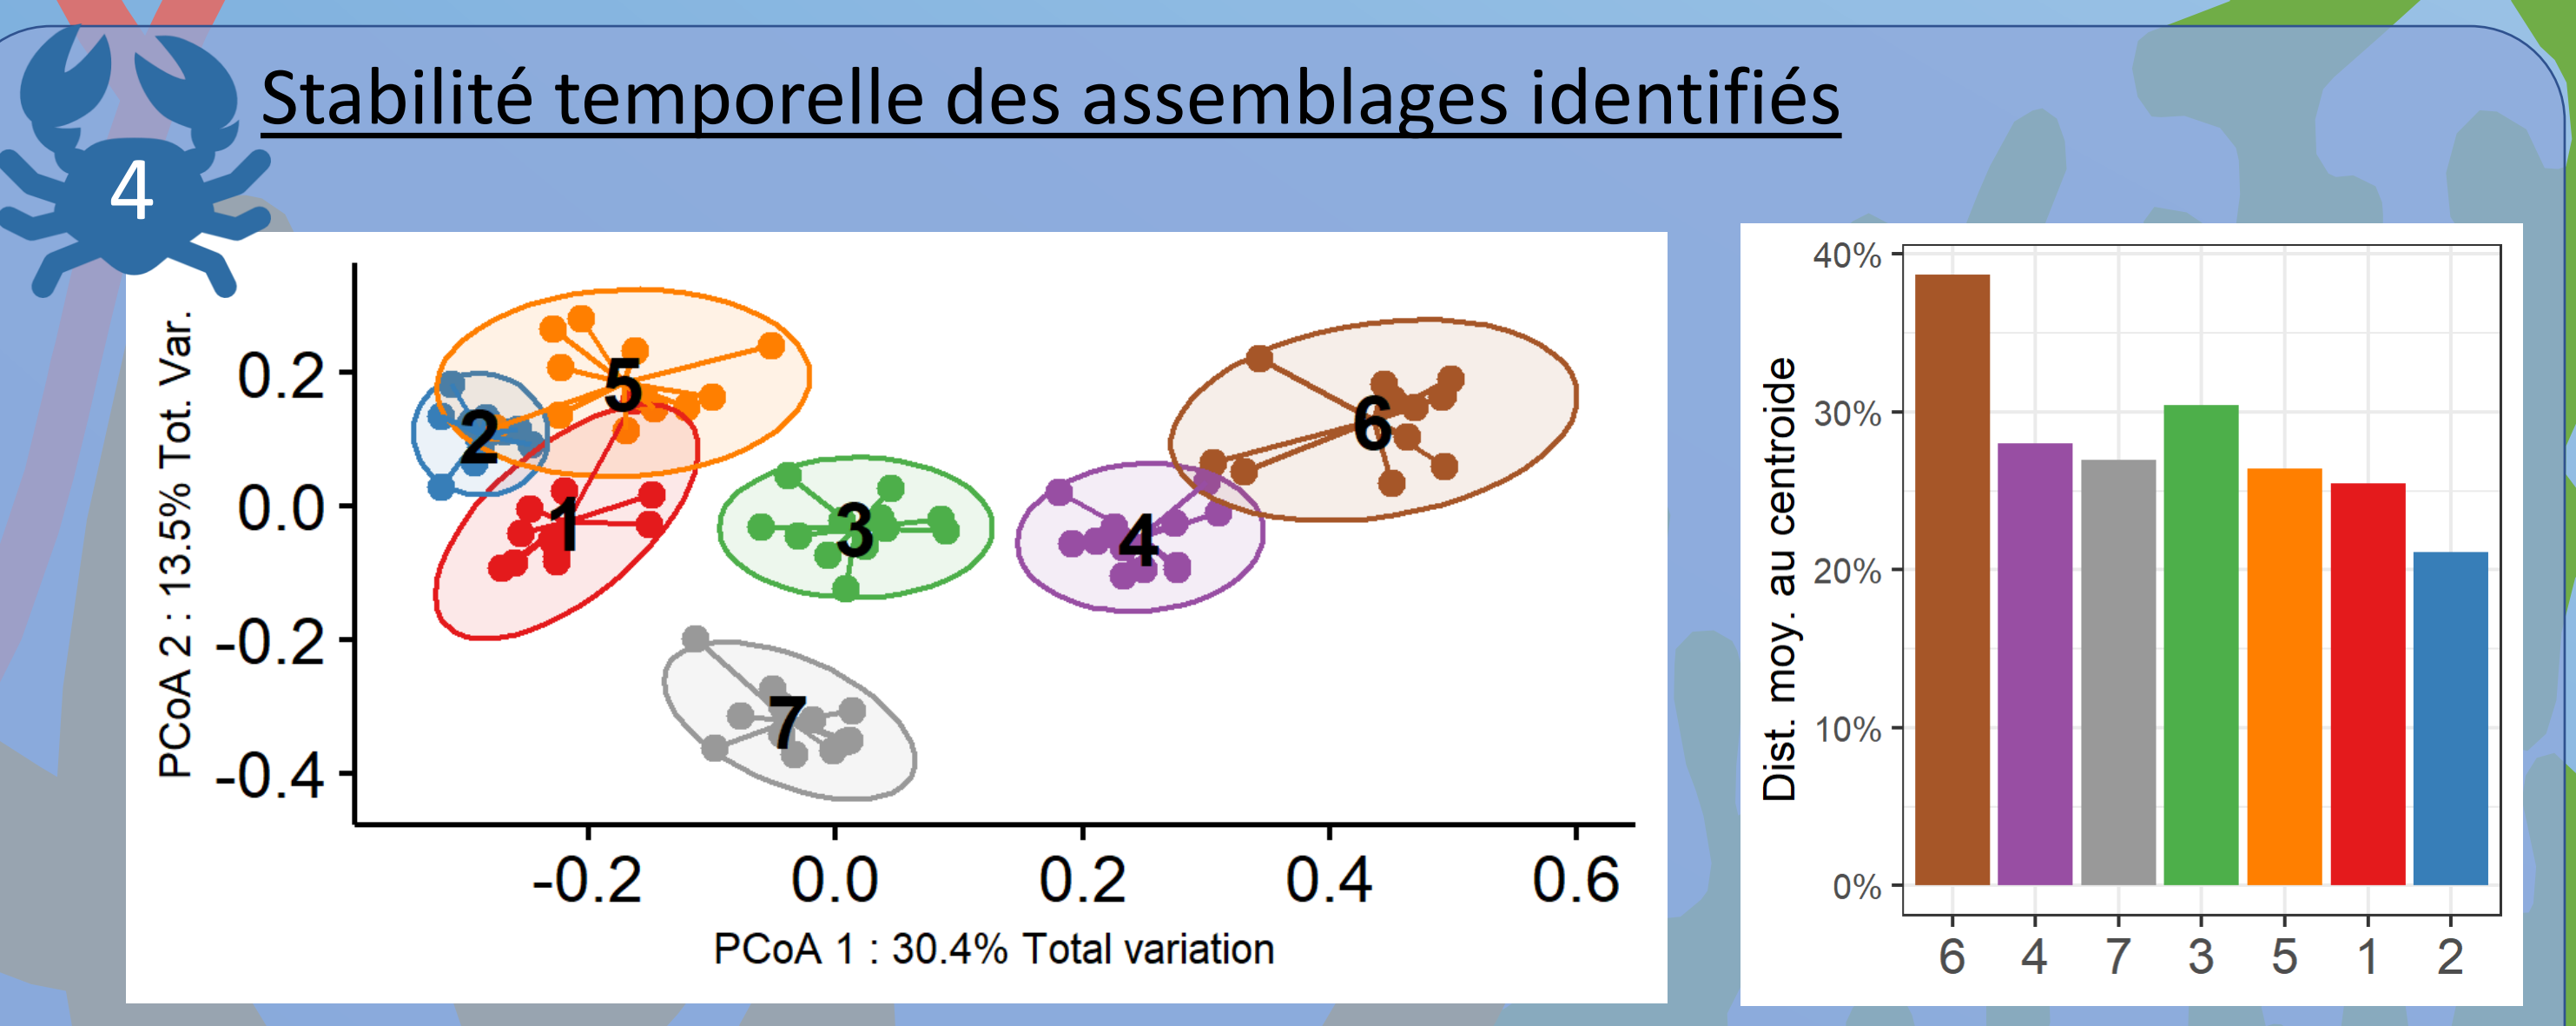 Stabilité temporelle des assemblages identifiés
4
PCoA 2 : 13.5% Tot. Var.
0.2
0.0
-0.2
-0.4
5
2
6
1
3
4
7
-0.2 0.0 0.2 0.4 0.6
PCoA 1 : 30.4% Total variation
Dist. moy. au centroide
40%
30%
20%
10%
0%
6 4 7 3 5 1 2